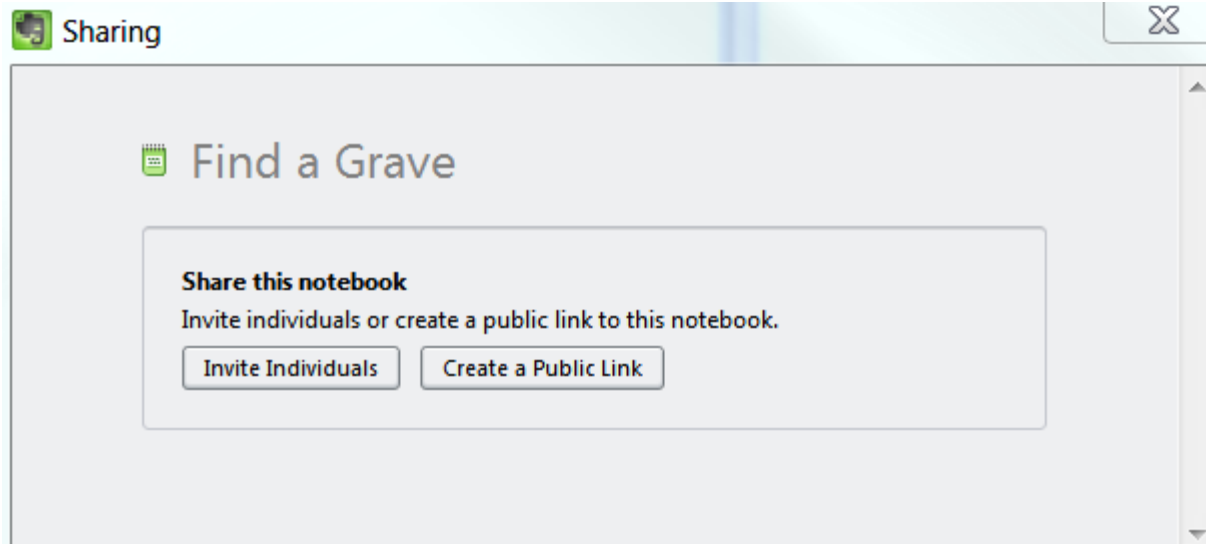 Sharing
Find a Grave
Share this notebook
Invite individuals or create a public link to this notebook.
Invite Individuals Create a Public Link